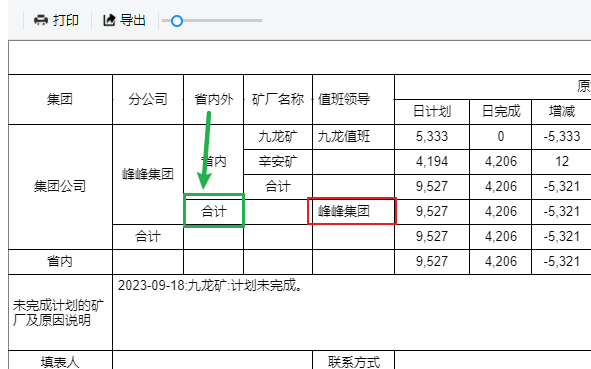 打印 导出
原
集团 分公司 省内外 矿厂名称 值班领导 日计划 日完成 增减
九龙矿 九龙值班 5,333 0 -5,333
集团公司 峰峰集团 省内 辛安矿 4,194 4,206 12
合计 9,527 4,206 -5,321
合计 峰峰集团 9,527 4,206 -5,321
合计 9,527 4,206 -5,321
省内 9,527 4,206 -5,321
未完成计划的矿
厂及原因说明
2023-09-18:九龙矿:计划未完成。
填表人 联系方式